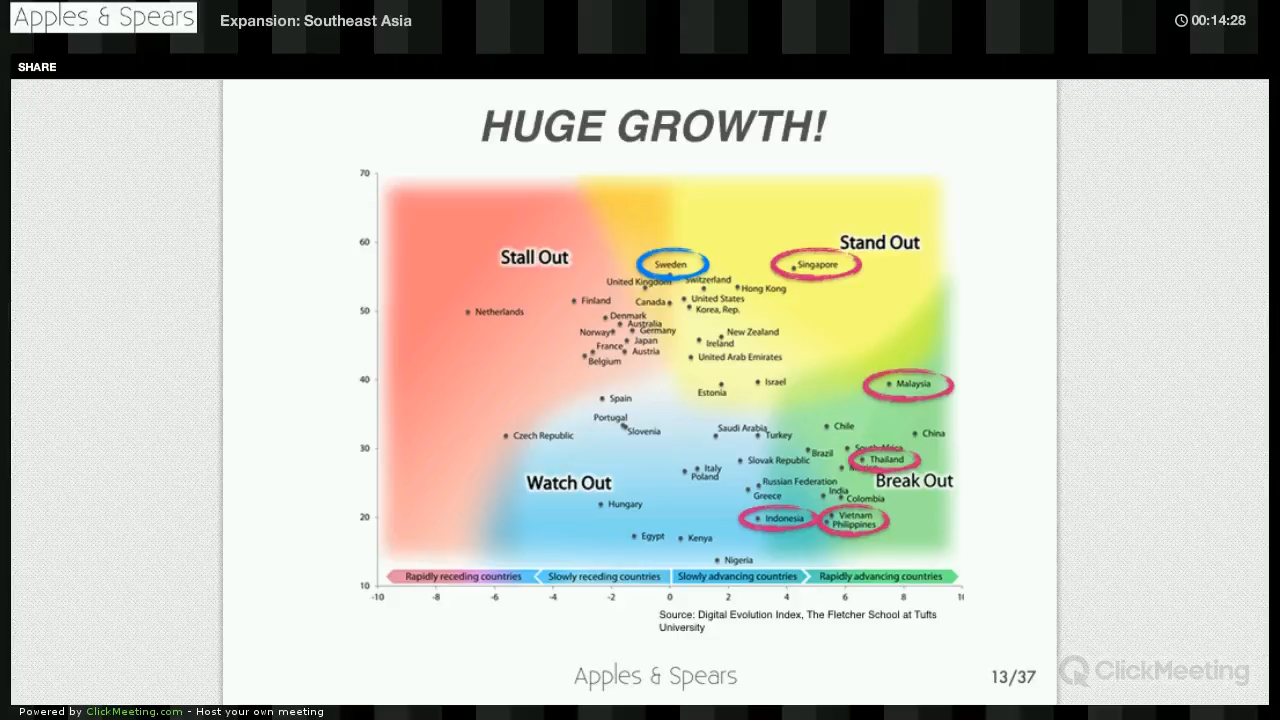 Apples & Spears
Expansion: Southeast Asia
00:14:28
SHARE
HUGE GROWTH!
70
60
50
40
30
20
10
Stall Out
Stand Out
Sweden
Singapore
United Kingdom
Switzerland
Hong Kong
Finland
Canada
United States
Netherlands
Korea, Rep.
Denmark
Australia
Norway
Germany
New Zealand
Japan
Ireland
France
Austria
Belgium
United Arab Emirates
Estonia
Israel
Malaysia
Spain
Portugal
Slovenia
Saudi Arabia
Chile
Czech Republic
Turkey
China
South Africa
Brazil
Slovak Republic
Thailand
Mexico
Italy
Poland
Watch Out
Break Out
Russian Federation
Greece
India
Colombia
Hungary
Indonesia
Vietnam
Philippines
Egypt
Kenya
Nigeria
Rapidly receding countries
Slowly receding countries
Slowly advancing countries
Rapidly advancing countries
-10
-8
-6
-4
-2
0
2
4
6
8
Source: Digital Evolution Index, The Fletcher School at Tufts
University
Apples & Spears
13/37
ClickMeeting
Powered by ClickMeeting.com - Host your own meeting